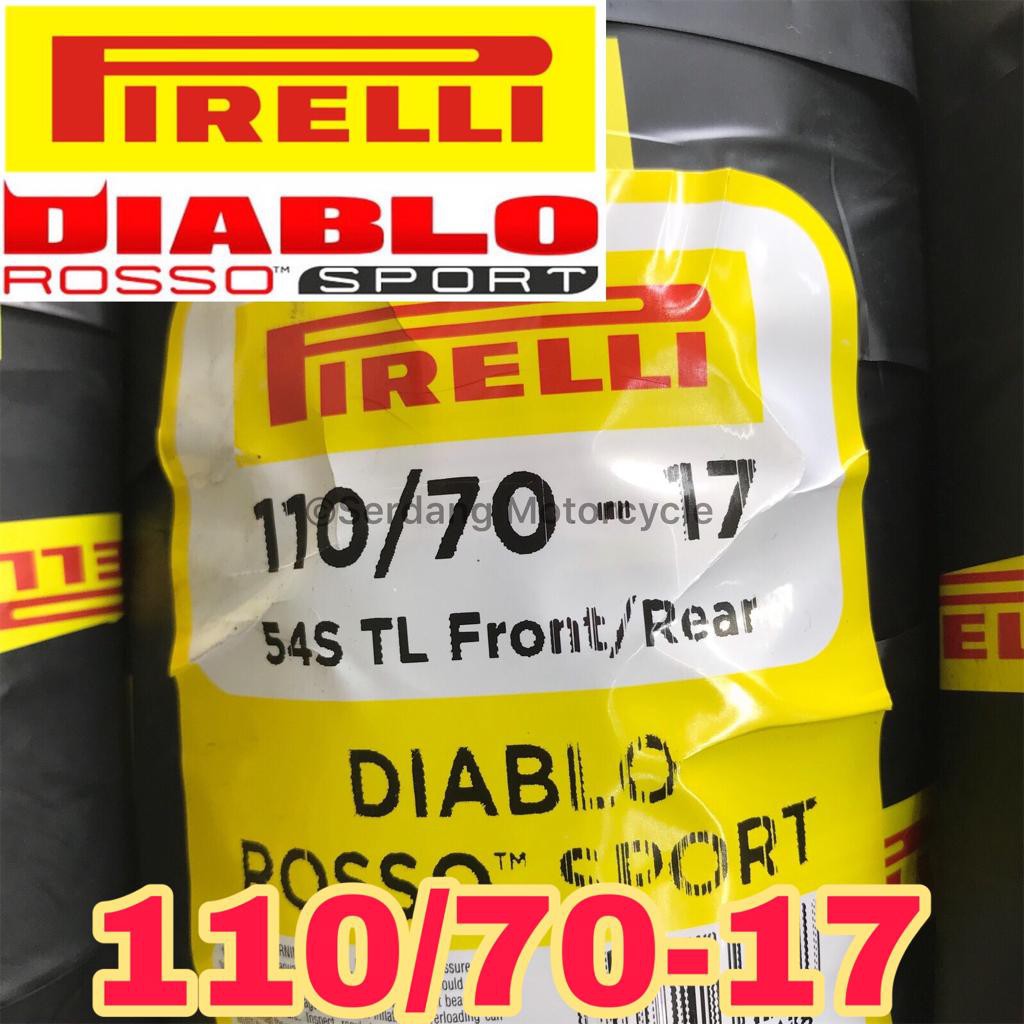 PIRELLI
DIABLO
ROSSO™ SPORT
PIRELLI
110/70 - 17
©Serdang Motorcycle
54S TL Front/Rear
DIABLO
ROSSO™ SPORT
110/70-17